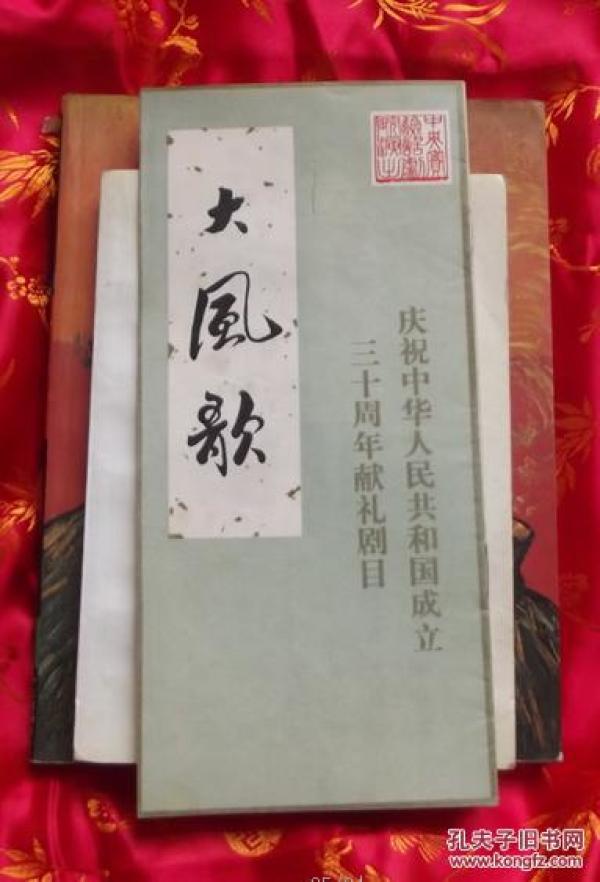 大風歌
庆祝中华人民共和国成立
三十周年献礼剧目
孔夫子旧书网
www.kongfz.com